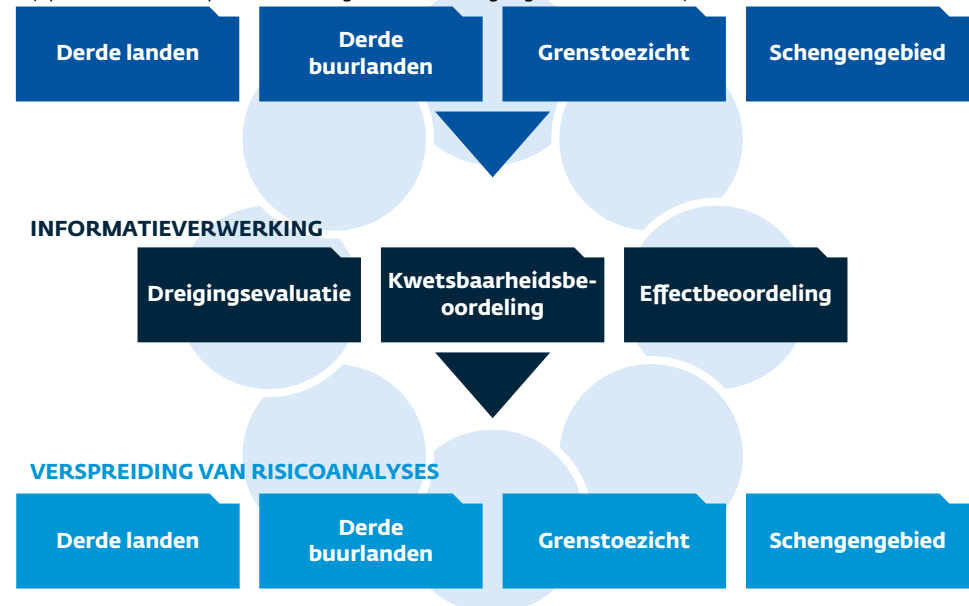 Derde landen
Derde
buurlanden
Grenstoezicht
Schengengebied
INFORMATIEVERWERKING
Dreigingsevaluatie
Kwetsbaarheidsbe-
oordeling
Effectbeoordeling
VERSPREIDING VAN RISICOANALYSES
Derde landen
Derde
buurlanden
Grenstoezicht
Schengengebied